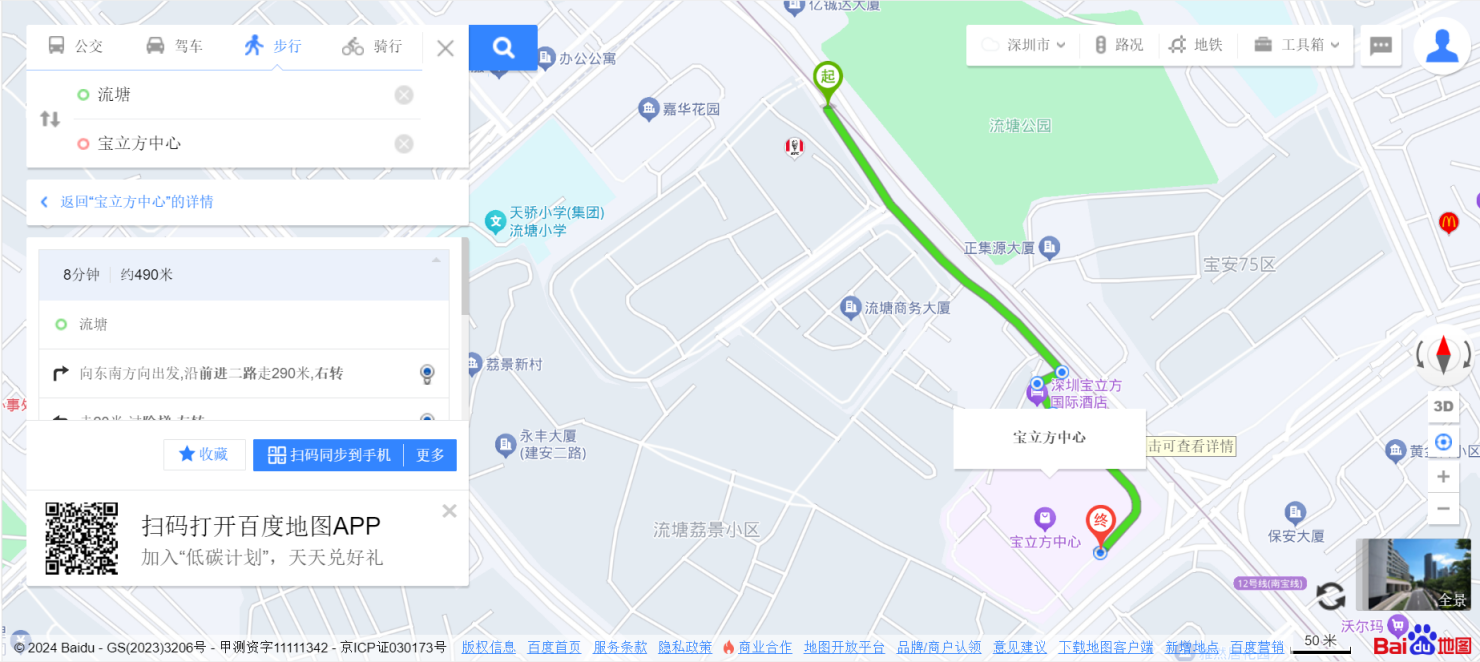 公交
驾车
步行
骑行
流塘
宝立方中心
返回“宝立方中心”的详情
8分钟 约490米
流塘
向东南方向出发,沿前进二路走290米,右转
收藏
扫码同步到手机
更多
扫码打开百度地图APP
加入“低碳计划”，天天兑好礼
深圳市
路况
地铁
工具箱
亿铖达大厦
办公公寓
嘉华花园
起
流塘公园
天骄小学(集团)
流塘小学
正集源大厦
宝安75区
流塘商务大厦
荔景新村
深圳宝立方
国际酒店
宝立方中心
击可查看详情
永丰大厦
(建安二路)
流塘荔景小区
宝立方中心
终
保安大厦
12号线(南宝线)
沃尔玛
3D
全景
50 米
Bai du 地图
© 2024 Baidu - GS(2023)3206号 - 甲测资字11111342 - 京ICP证030173号 版权信息 百度首页 服务条款 隐私政策 商业合作 地图开放平台 品牌/商户认领 意见建议 下载地图客户端 新增地点 百度营销